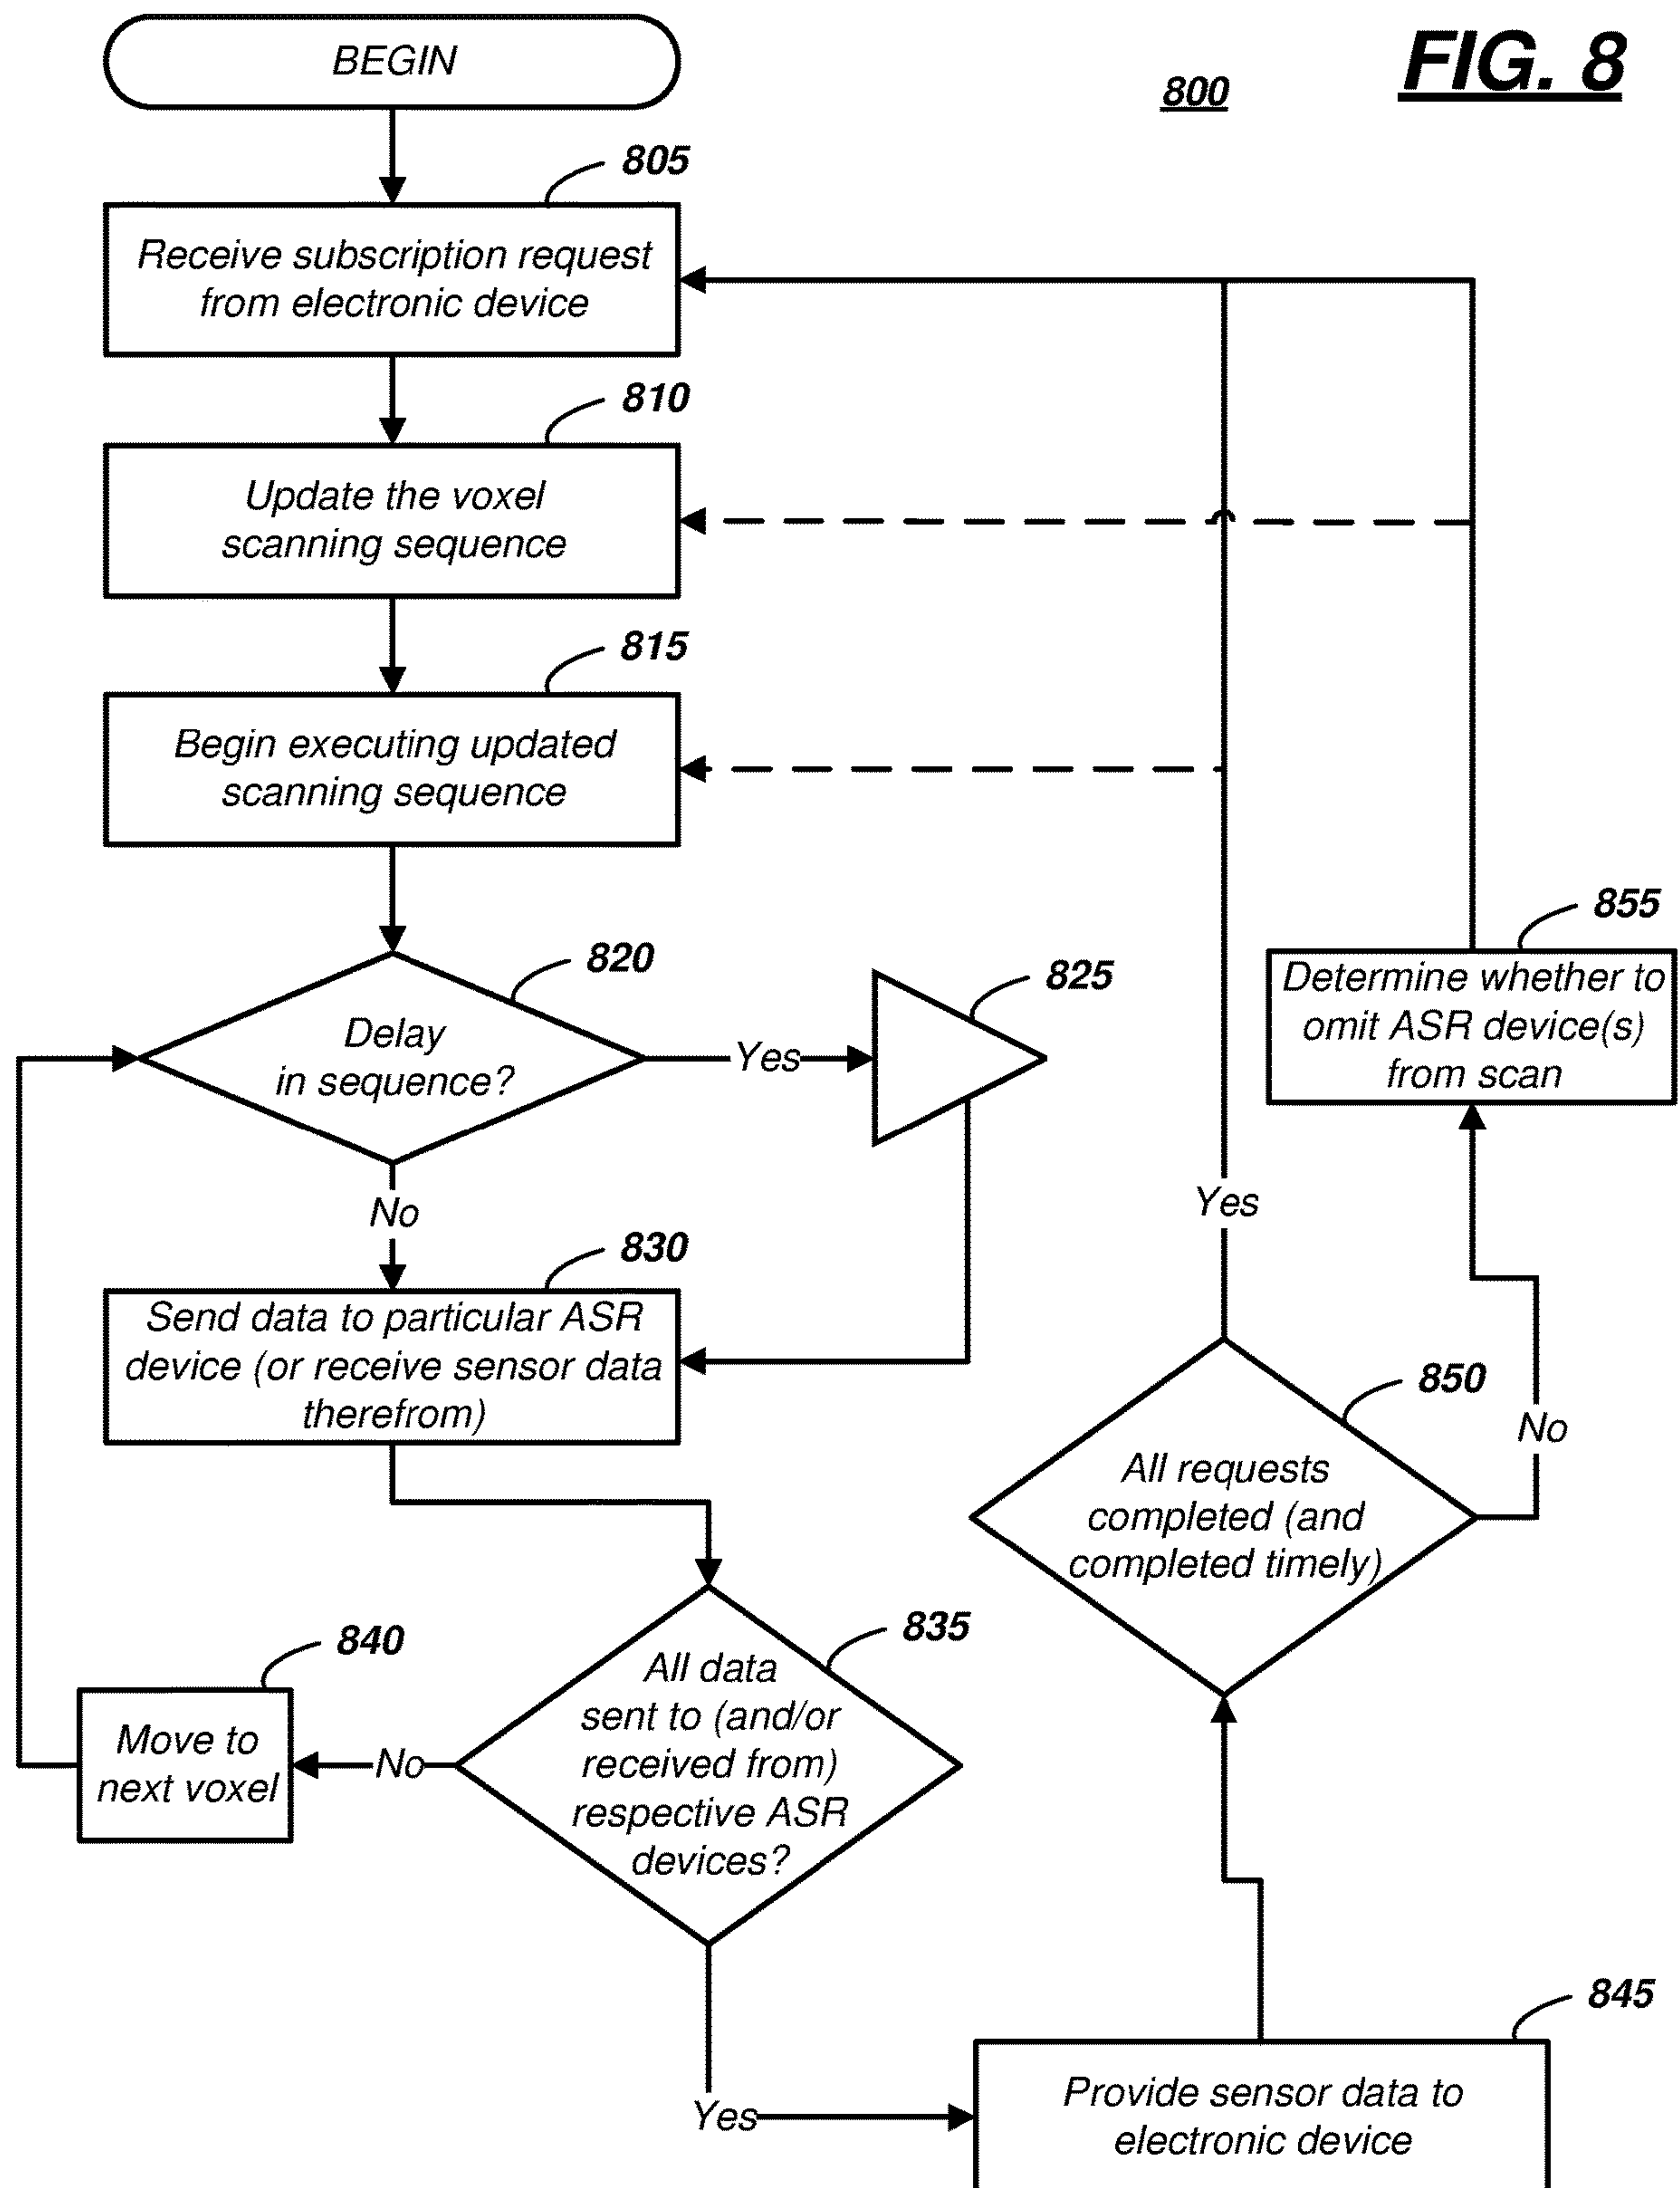 FIG. 8
800
BEGIN
805
Receive subscription request
from electronic device
810
Update the voxel
scanning sequence
815
Begin executing updated
scanning sequence
820
Delay
in sequence?
Yes
825
No
830
Send data to particular ASR
device (or receive sensor data
therefrom)
835
All data
sent to (and/or
received from)
respective ASR
devices?
No
840
Move to
next voxel
Yes
845
Provide sensor data to
electronic device
850
All requests
completed (and
completed timely)
Yes
No
855
Determine whether to
omit ASR device(s)
from scan